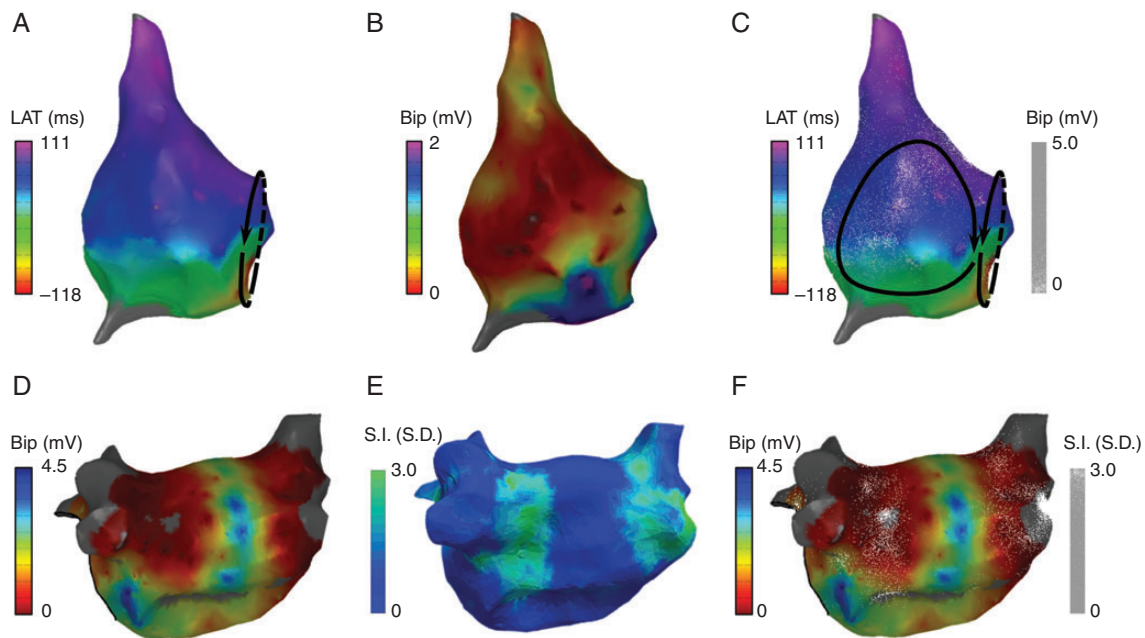 A
B
C
LAT (ms)
111
–118
Bip (mV)
2
0
LAT (ms)
111
–118
Bip (mV)
5.0
0
D
E
F
Bip (mV)
4.5
0
S.I. (S.D.)
3.0
0
Bip (mV)
4.5
0
S.I. (S.D.)
3.0
0